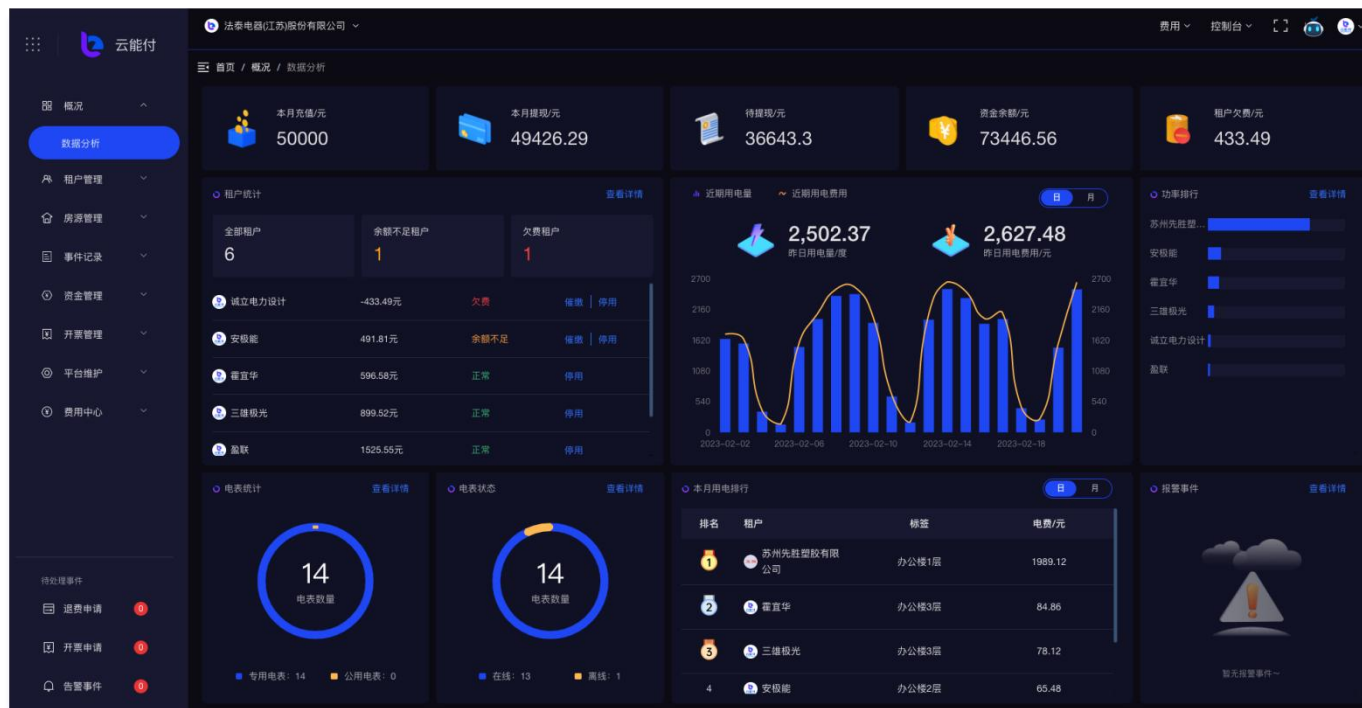 法泰电器(江苏)股份有限公司
费用
控制台
云能付
首页 / 概况 / 数据分析
概况
数据分析
租户管理
房源管理
事件记录
资金管理
开票管理
平台维护
费用中心
待处理事件
退费申请 0
开票申请 0
告警事件 0
本月充值/元
50000
本月提现/元
49426.29
待提现/元
36643.3
资金余额/元
73446.56
租户欠费/元
433.49
租户统计 查看详情
全部租户 余额不足租户 欠费租户
6 1 1
诚立电力设计 -433.49元 欠费 催缴 | 停用
安极能 491.81元 余额不足 催缴 | 停用
霍宜华 596.58元 正常 停用
三雄极光 899.52元 正常 停用
盈联 1525.55元 正常 停用
近期用电量 近期用电费用 日 月
2,502.37
昨日用电量/度
2,627.48
昨日用电费用/元
2700 2700
2160 2160
1620 1620
1080 1080
540 540
0 0
2023-02-02 2023-02-06 2023-02-10 2023-02-14 2023-02-18
功率排行 查看详情
苏州先胜塑...
安极能
霍宜华
三雄极光
诚立电力设计
盈联
电表统计 查看详情
14
电表数量
专用电表: 14 公用电表: 0
电表状态 查看详情
14
电表数量
在线: 13 离线: 1
本月用电排行 日 月
排名 租户 标签 电费/元
1 苏州先胜塑胶有限
公司 办公楼1层 1989.12
2 霍宜华 办公楼3层 84.86
3 三雄极光 办公楼3层 78.12
4 安极能 办公楼2层 65.48
报警事件 查看详情
暂无报警事件~